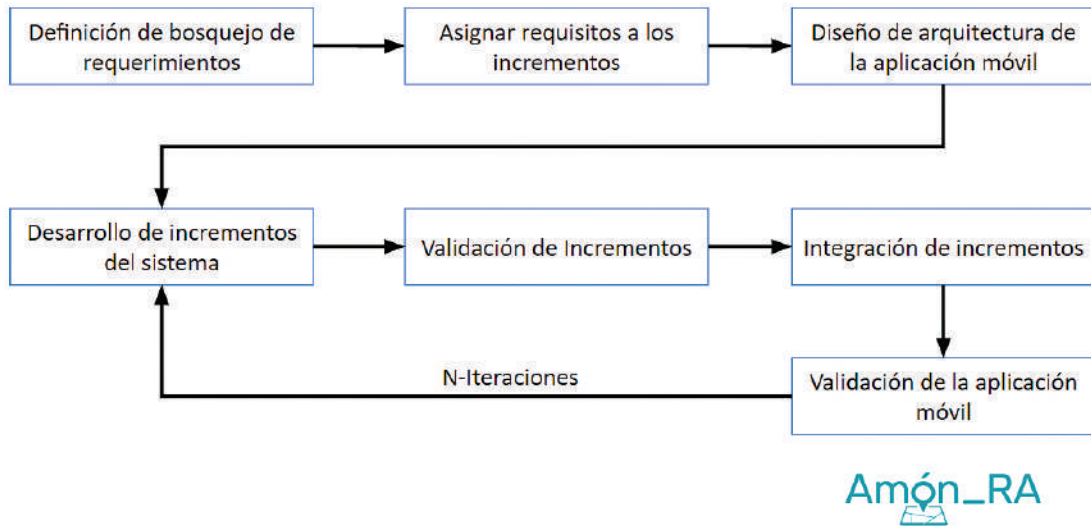 Definición de bosquejo de
requerimientos
Asignar requisitos a los
incrementos
Diseño de arquitectura de
la aplicación móvil
Desarrollo de incrementos
del sistema
Validación de Incrementos
Integración de incrementos
N-Iteraciones
Validación de la aplicación
móvil
Amón_RA